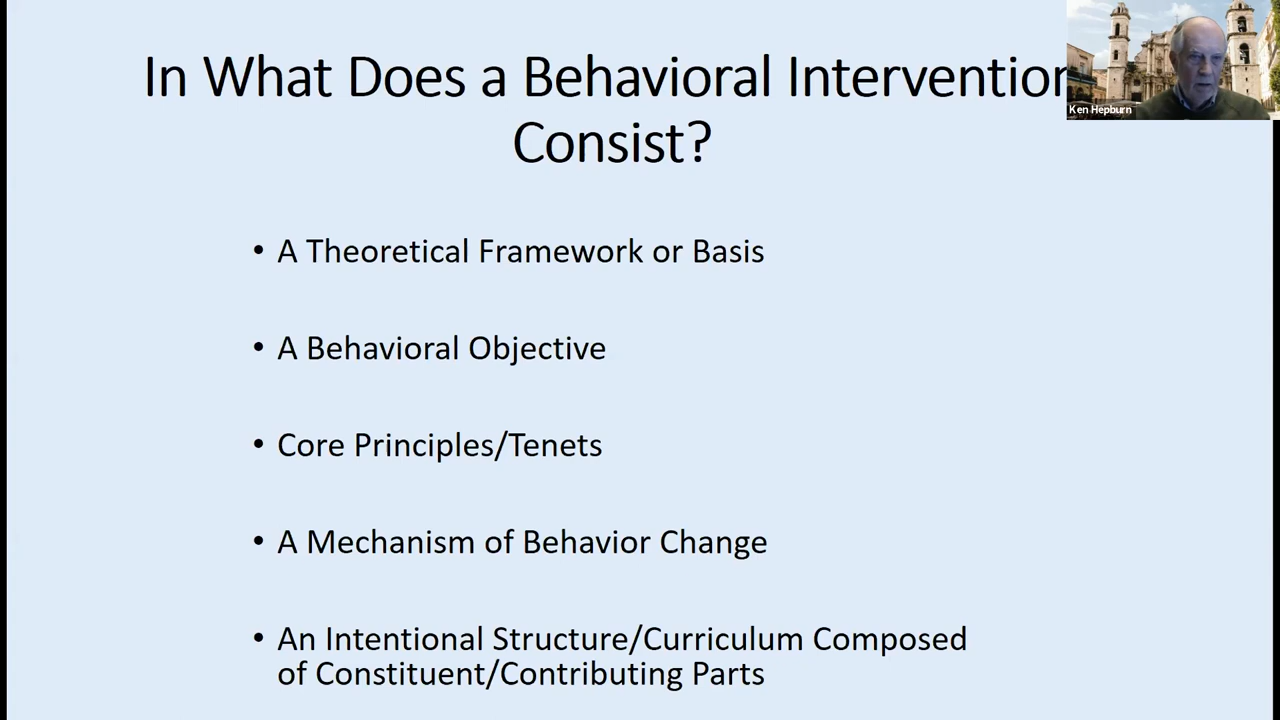 In What Does a Behavioral Intervention
Consist?
Ken Hepburn
• A Theoretical Framework or Basis
• A Behavioral Objective
• Core Principles/Tenets
• A Mechanism of Behavior Change
• An Intentional Structure/Curriculum Composed
of Constituent/Contributing Parts